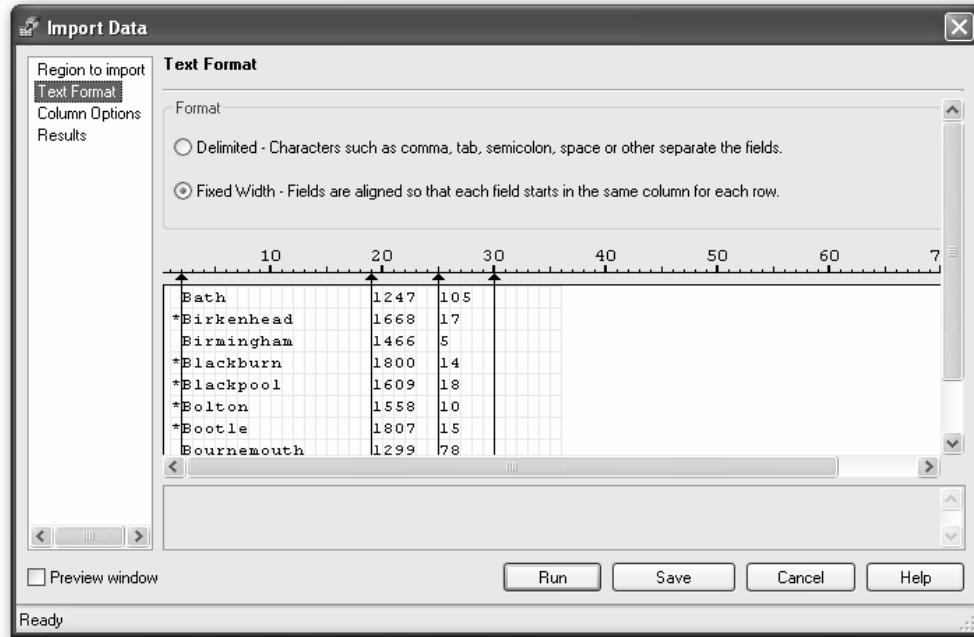 Import Data
Region to import
Text Format
Column Options
Results
Text Format
Format
Delimited - Characters such as comma, tab, semicolon, space or other separate the fields.
Fixed Width - Fields are aligned so that each field starts in the same column for each row.
10 20 30 40 50 60 7
Bath 1247 105
*Birkenhead 1668 17
Birmingham 1466 5
*Blackburn 1800 14
*Blackpool 1609 18
*Bolton 1558 10
*Bootle 1807 15
Bournemouth 1299 78
Preview window
Run Save Cancel Help
Ready